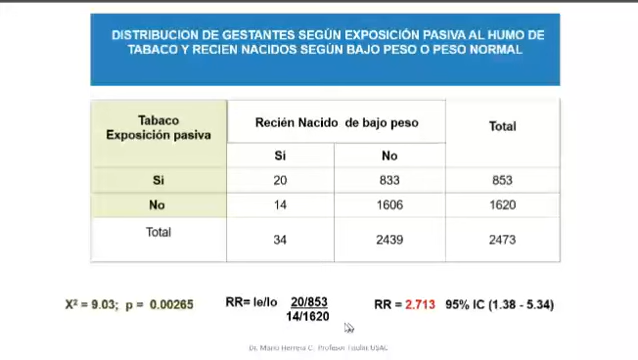 DISTRIBUCION DE GESTANTES SEGÚN EXPOSICIÓN PASIVA AL HUMO DE
TABACO Y RECIEN NACIDOS SEGÚN BAJO PESO O PESO NORMAL
Tabaco
Exposición pasiva
Recién Nacido de bajo peso
Total
Si No
Si 20 833 853
No 14 1606 1620
Total 34 2439 2473
X² = 9.03; p = 0.00265
RR= Ie/Io 20/853
14/1620
RR = 2.713 95% IC (1.38 - 5.34)
Dr. Mario Herrera C. Profesor Titular USAC